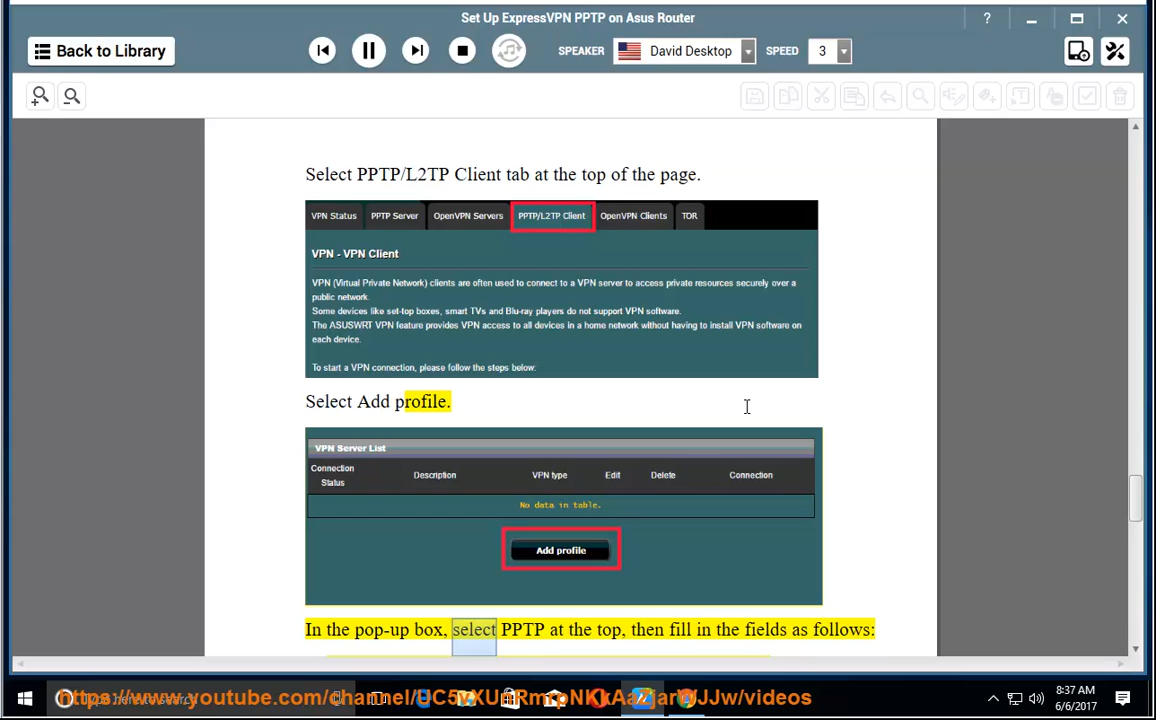 Set Up ExpressVPN PPTP on Asus Router
?
Back to Library
SPEAKER David Desktop SPEED 3
Select PPTP/L2TP Client tab at the top of the page.
VPN Status PPTP Server OpenVPN Servers PPTP/L2TP Client OpenVPN Clients TOR
VPN - VPN Client
VPN (Virtual Private Network) clients are often used to connect to a VPN server to access private resources securely over a
public network.
Some devices like set-top boxes, smart TVs and Blu-ray players do not support VPN software.
The ASUSWRT VPN feature provides VPN access to all devices in a home network without having to install VPN software on
each device.
To start a VPN connection, please follow the steps below:
Select Add profile.
VPN Server List
Connection
Status
Description VPN type Edit Delete Connection
No data in table.
Add profile
In the pop-up box, select PPTP at the top, then fill in the fields as follows:
8:37 AM
6/6/2017